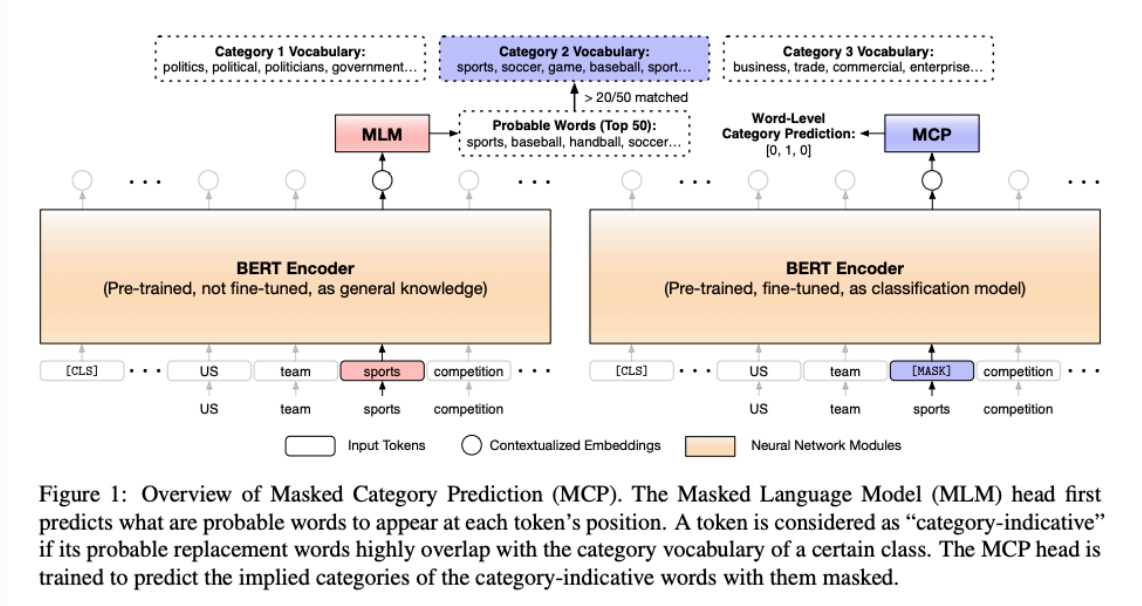 Category 1 Vocabulary:
politics, political, politicians, government...
Category 2 Vocabulary:
sports, soccer, game, baseball, sport...
Category 3 Vocabulary:
business, trade, commercial, enterprise...
> 20/50 matched
MLM
Probable Words (Top 50):
sports, baseball, handball, soccer...
Word-Level
Category Prediction:
[0, 1, 0]
MCP
BERT Encoder
(Pre-trained, not fine-tuned, as general knowledge)
BERT Encoder
(Pre-trained, fine-tuned, as classification model)
[CLS] ••• US team sports competition •••
[CLS] ••• US team [MASK] competition •••
US team sports competition
US team sports competition
Input Tokens
Contextualized Embeddings
Neural Network Modules
Figure 1: Overview of Masked Category Prediction (MCP). The Masked Language Model (MLM) head first
predicts what are probable words to appear at each token's position. A token is considered as “category-indicative”
if its probable replacement words highly overlap with the category vocabulary of a certain class. The MCP head is
trained to predict the implied categories of the category-indicative words with them masked.